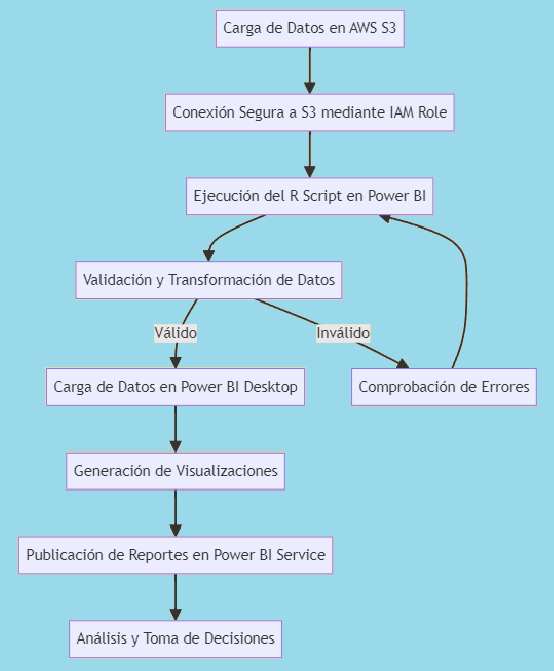 Carga de Datos en AWS S3
Conexión Segura a S3 mediante IAM Role
Ejecución del R Script en Power BI
Validación y Transformación de Datos
Válido
Inválido
Carga de Datos en Power BI Desktop
Comprobación de Errores
Generación de Visualizaciones
Publicación de Reportes en Power BI Service
Análisis y Toma de Decisiones